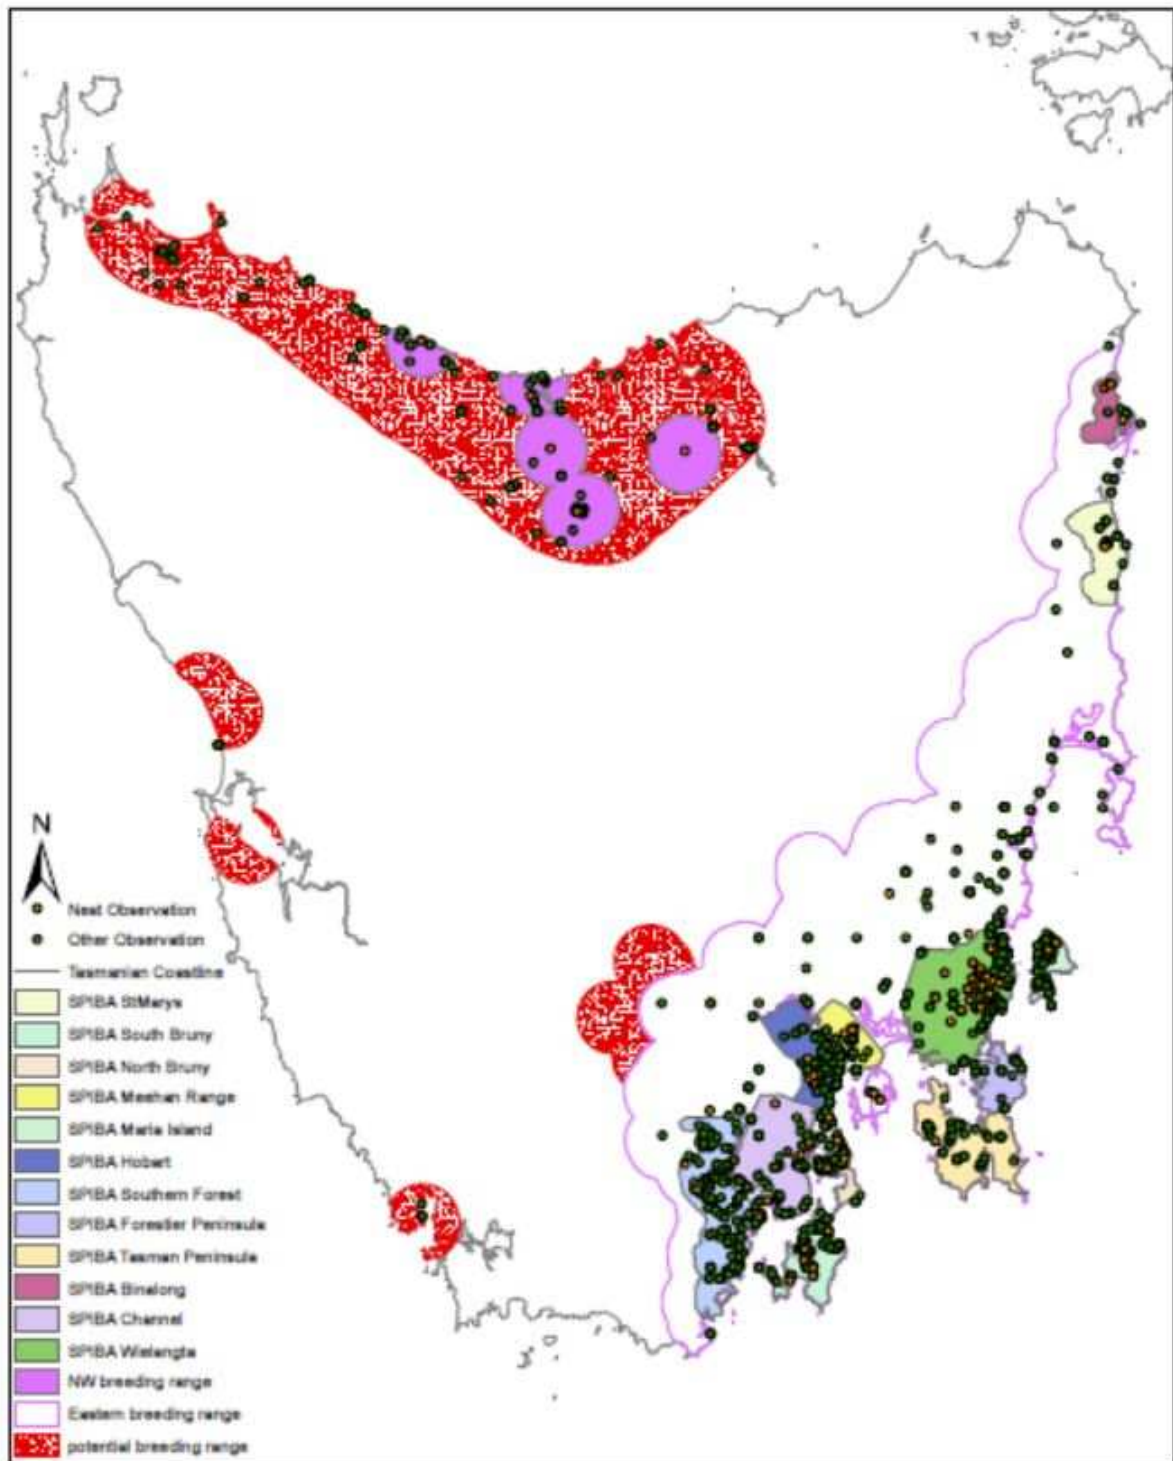 N
Nest Observation
Other Observation
Tasmanian Coastline
SPIBA StMarys
SPIBA South Bruny
SPIBA North Bruny
SPIBA Meehan Range
SPIBA Maria Island
SPIBA Hobart
SPIBA Southern Forest
SPIBA Forestier Peninsula
SPIBA Tasman Peninsula
SPIBA Binalong
SPIBA Channel
SPIBA Wielangta
NW breeding range
Eastern breeding range
potential breeding range